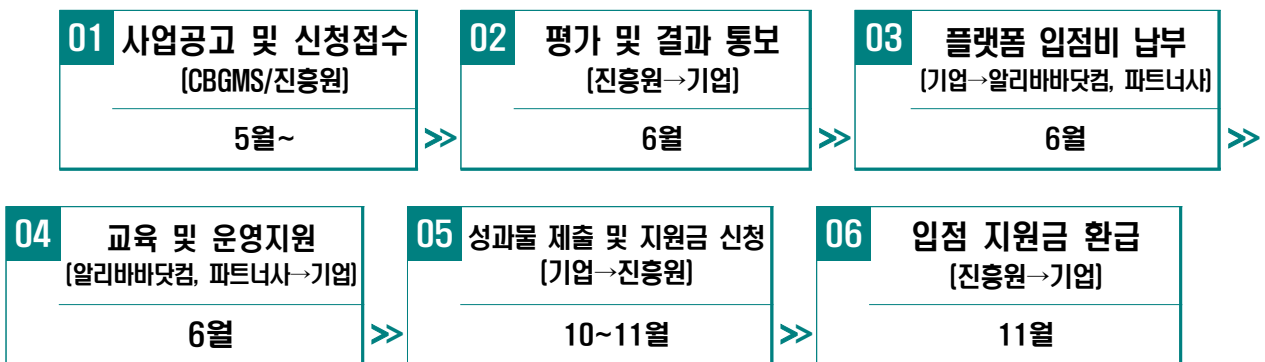 01 사업공고 및 신청접수
(CBGMS/진흥원)
5월~
02 평가 및 결과 통보
(진흥원→기업)
6월
03 플랫폼 입점비 납부
(기업→알리바바닷컴, 파트너사)
6월
04 교육 및 운영지원
(알리바바닷컴, 파트너사→기업)
6월
05 성과물 제출 및 지원금 신청
(기업→진흥원)
10~11월
06 입점 지원금 환급
(진흥원→기업)
11월